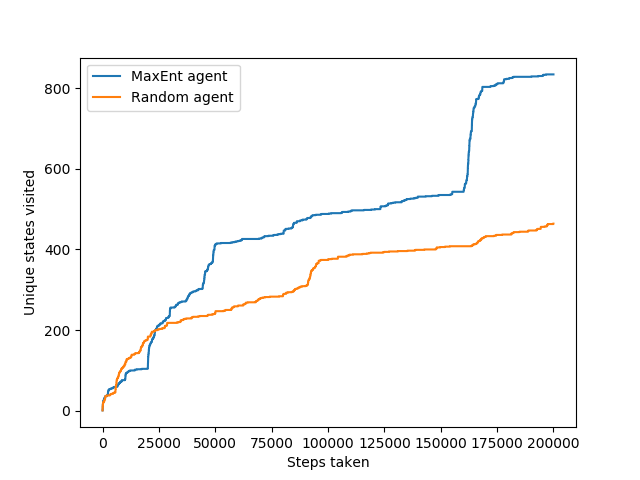 MaxEnt agent
Random agent
800
600
400
200
0
Unique states visited
0 25000 50000 75000 100000 125000 150000 175000 200000
Steps taken